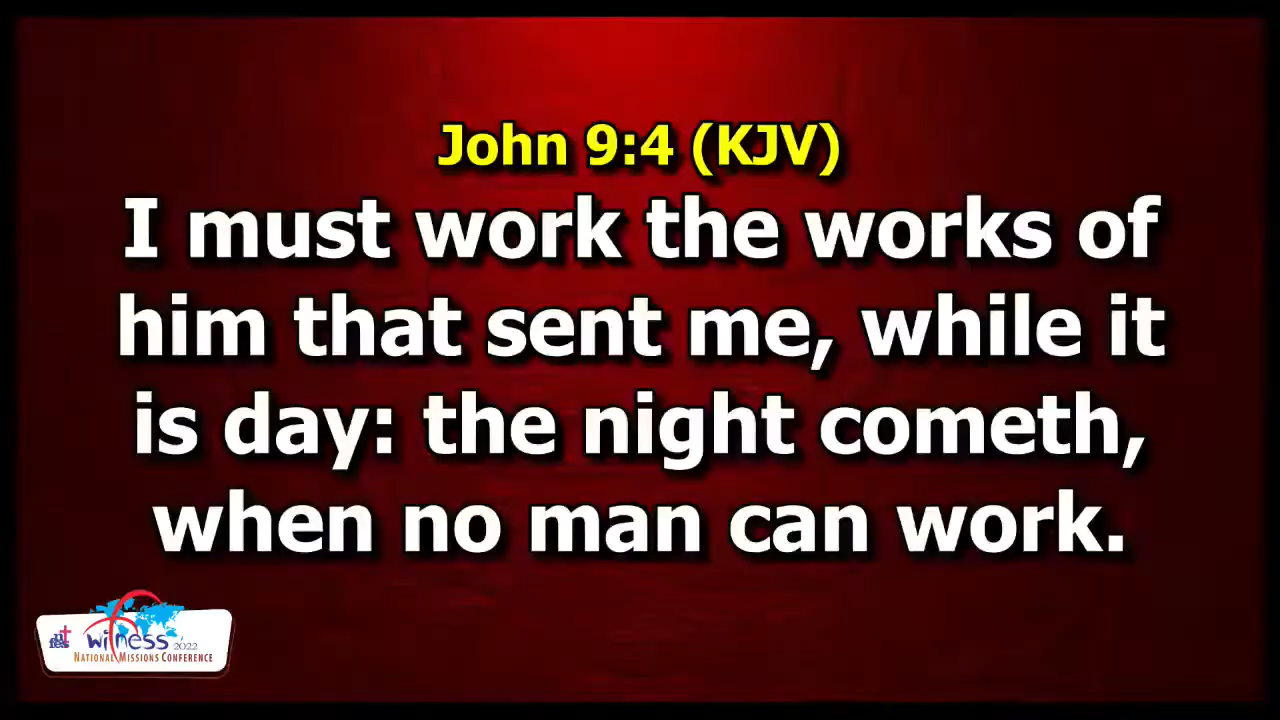 John 9:4 (KJV)
I must work the works of
him that sent me, while it
is day: the night cometh,
when no man can work.
fes
witness 2022
NATIONAL MISSIONS CONFERENCE